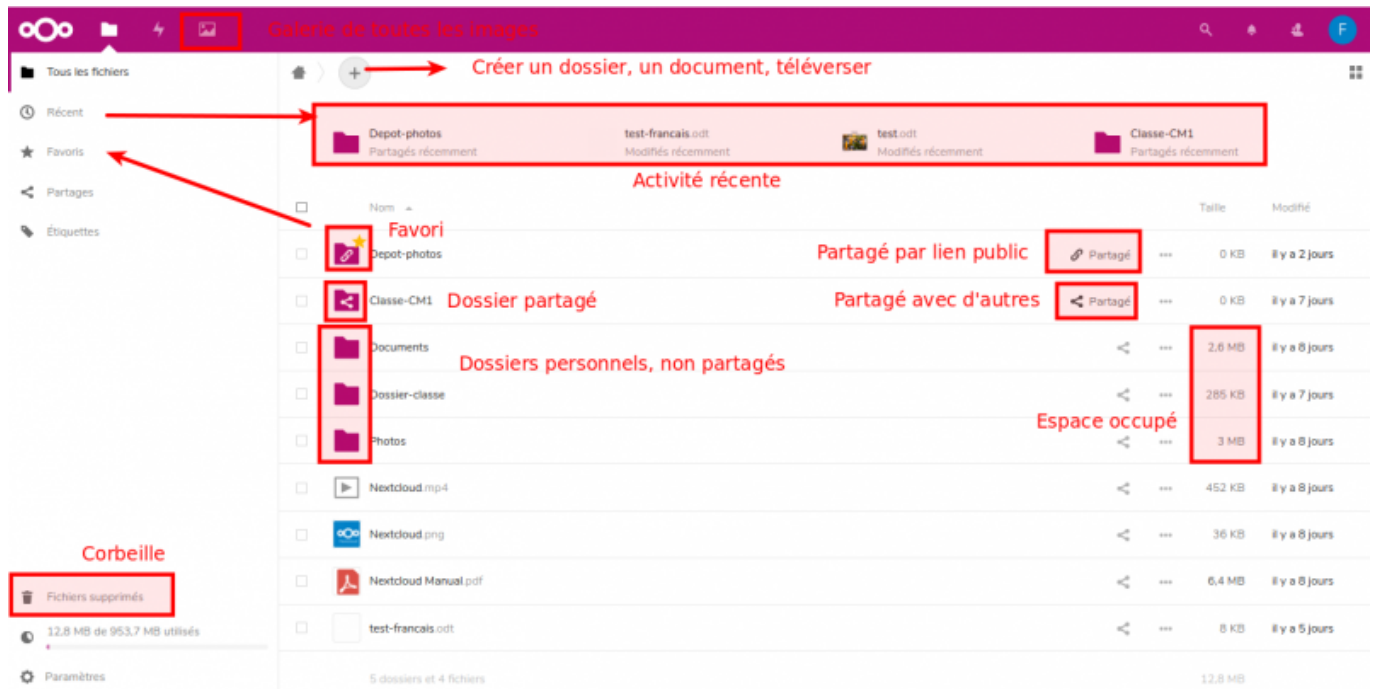 Galerie de toutes les images
F
Tous les fichiers
Créer un dossier, un document, téléverser
Récent
Favoris
Partages
Étiquettes
Depot-photos
Partagés récemment
test-francais.odt
Modifiés récemment
test.odt
Modifiés récemment
Classe-CM1
Partagés récemment
Activité récente
Nom Taille Modifié
Favori
Depot-photos Partagé par lien public Partagé ... 0 KB il y a 2 jours
Classe-CM1 Dossier partagé Partagé avec d'autres Partagé ... 0 KB il y a 7 jours
Documents ... 2,6 MB il y a 8 jours
Dossiers personnels, non partagés
Dossier-classe ... 285 KB il y a 7 jours
Espace occupé
Photos ... 3 MB il y a 8 jours
Nextcloud.mp4 ... 452 KB il y a 8 jours
Nextcloud.png ... 36 KB il y a 8 jours
Corbeille
Nextcloud Manual.pdf ... 6,4 MB il y a 8 jours
Fichiers supprimés
test-francais.odt ... 8 KB il y a 5 jours
12,8 MB de 953,7 MB utilisés
Paramètres
5 dossiers et 4 fichiers 12,8 MB